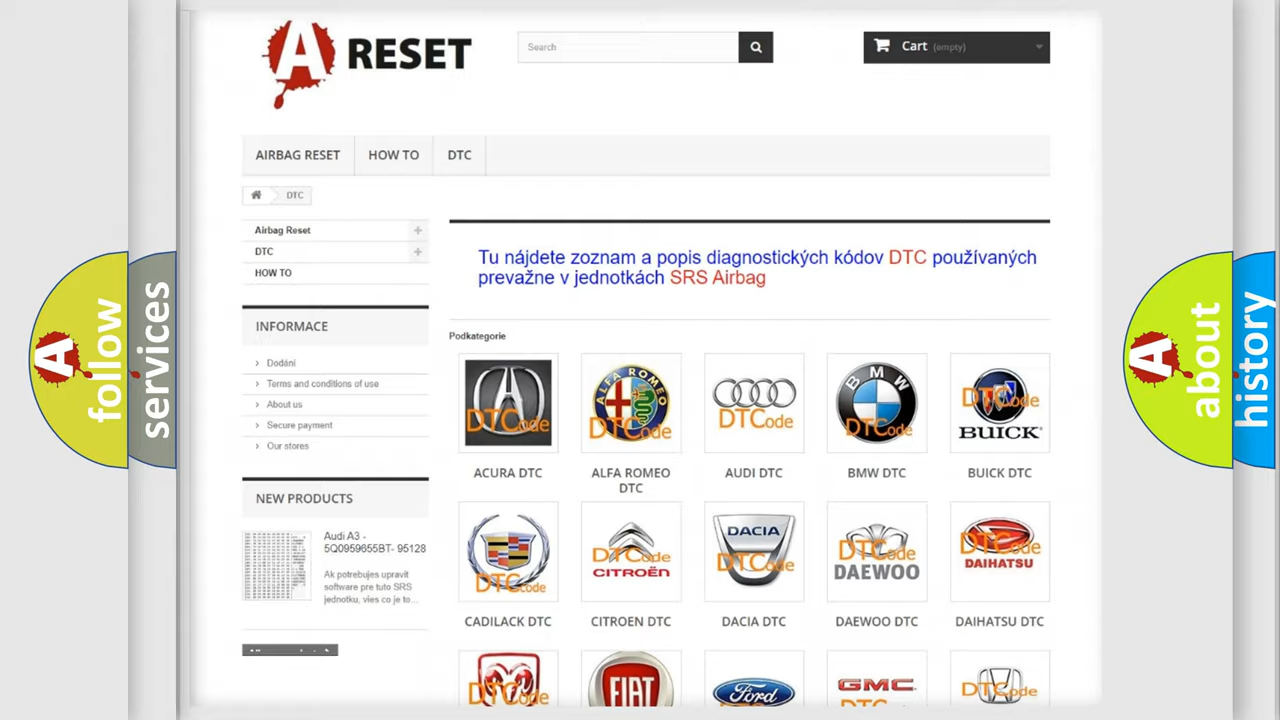 A RESET
Search
Cart (empty)
AIRBAG RESET
HOW TO
DTC
DTC
Airbag Reset
DTC
HOW TO
INFORMACE
Dodání
Terms and conditions of use
About us
Secure payment
Our stores
NEW PRODUCTS
Audi A3 -
5Q0959655BT- 95128
Ak potrebujes upravit
software pre tuto SRS
jednotku, vies co je to...
Tu nájdete zoznam a popis diagnostických kódov DTC používaných
prevažne v jednotkách SRS Airbag
Podkategorie
DTCode
ALFA ROMEO
DTCode
DTCode
BMW
DTCode
DTCode
BUICK
ACURA DTC
ALFA ROMEO
DTC
AUDI DTC
BMW DTC
BUICK DTC
DTCode
DTCode
CITROËN
DACIA
DTCode
DTCode
DAEWOO
DTCode
DAIHATSU
CADILACK DTC
CITROEN DTC
DACIA DTC
DAEWOO DTC
DAIHATSU DTC
DTCode
FIAT
Ford
DTCode
GMC
DTCode
A follow
services
A about
history